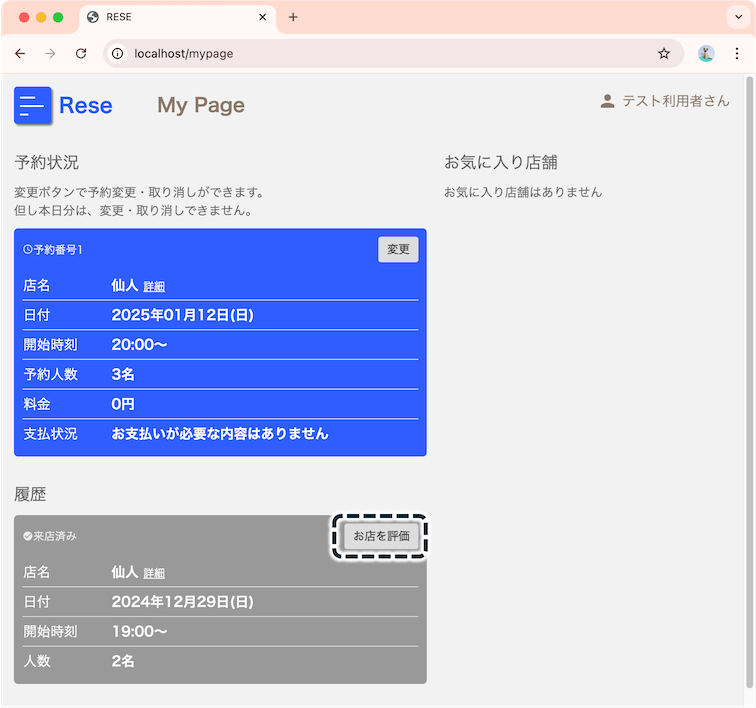 RESE
localhost/mypage
Rese
My Page
テスト利用者さん
予約状況
変更ボタンで予約変更・取り消しができます。
但し本日分は、変更・取り消しできません。
予約番号1
変更
店名 仙人 詳細
日付 2025年01月12日(日)
開始時刻 20:00〜
予約人数 3名
料金 0円
支払状況 お支払いが必要な内容はありません
履歴
来店済み
お店を評価
店名 仙人 詳細
日付 2024年12月29日(日)
開始時刻 19:00〜
人数 2名
お気に入り店舗
お気に入り店舗はありません